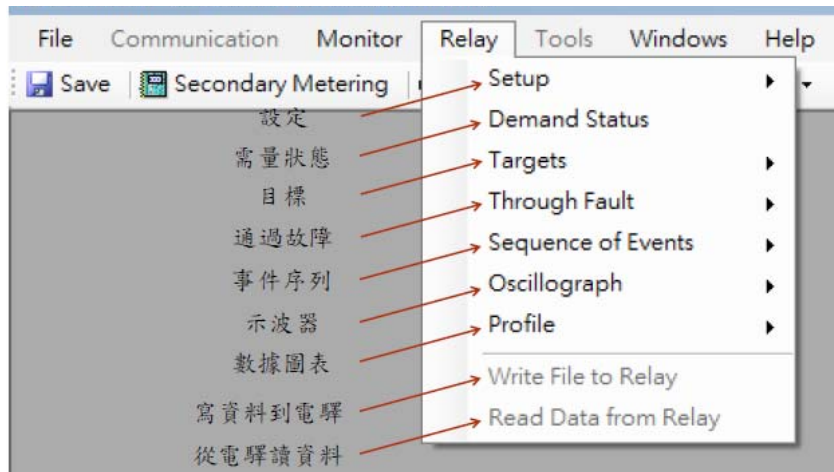 File Communication Monitor Relay Tools Windows Help
Save Secondary Metering
設定 Setup
需量狀態 Demand Status
目標 Targets
通過故障 Through Fault
事件序列 Sequence of Events
示波器 Oscillograph
數據圖表 Profile
寫資料到電驛 Write File to Relay
從電驛讀資料 Read Data from Relay